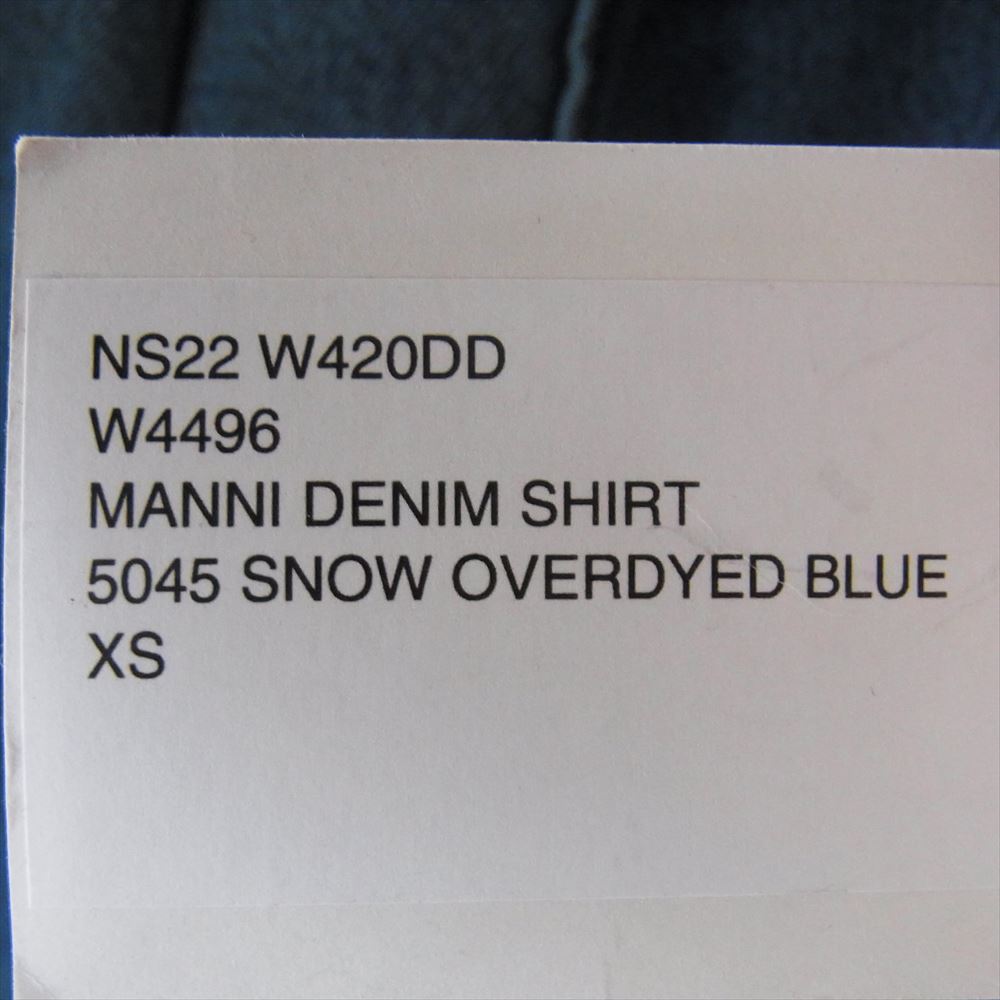 NS22 W420DD
W4496
MANNI DENIM SHIRT
5045 SNOW OVERDYED BLUE
XS